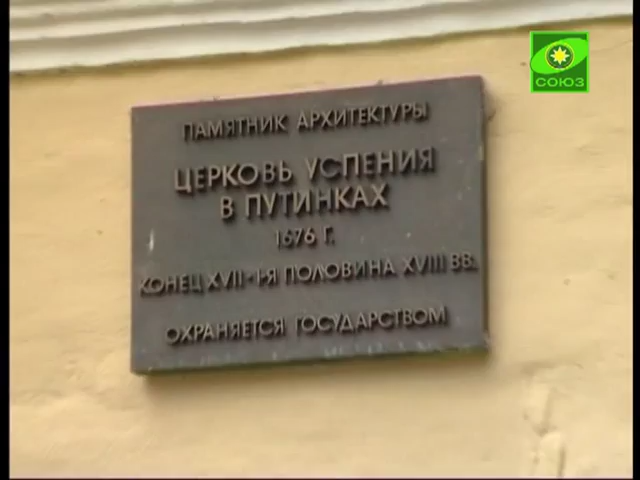 СОЮЗ
ПАМЯТНИК АРХИТЕКТУРЫ
ЦЕРКОВЬ УСПЕНИЯ
В ПУТИНКАХ
1676 Г.
КОНЕЦ XVII - 1-Я ПОЛОВИНА XVIII ВВ.
ОХРАНЯЕТСЯ ГОСУДАРСТВОМ